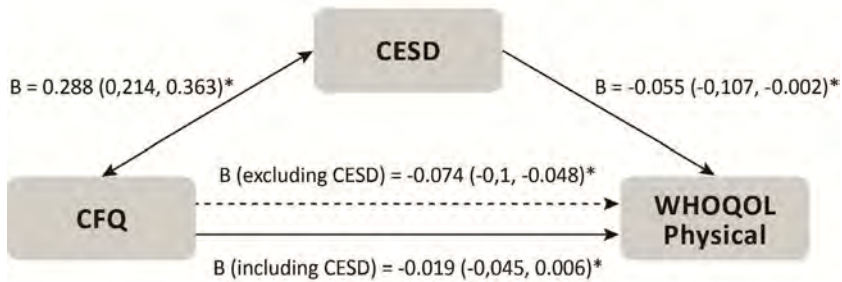 CESD
B = 0.288 (0,214, 0.363)*
B = -0.055 (-0,107, -0.002)*
B (excluding CESD) = -0.074 (-0,1, -0.048)*
CFQ
WHOQOL
Physical
B (including CESD) = -0.019 (-0,045, 0.006)*